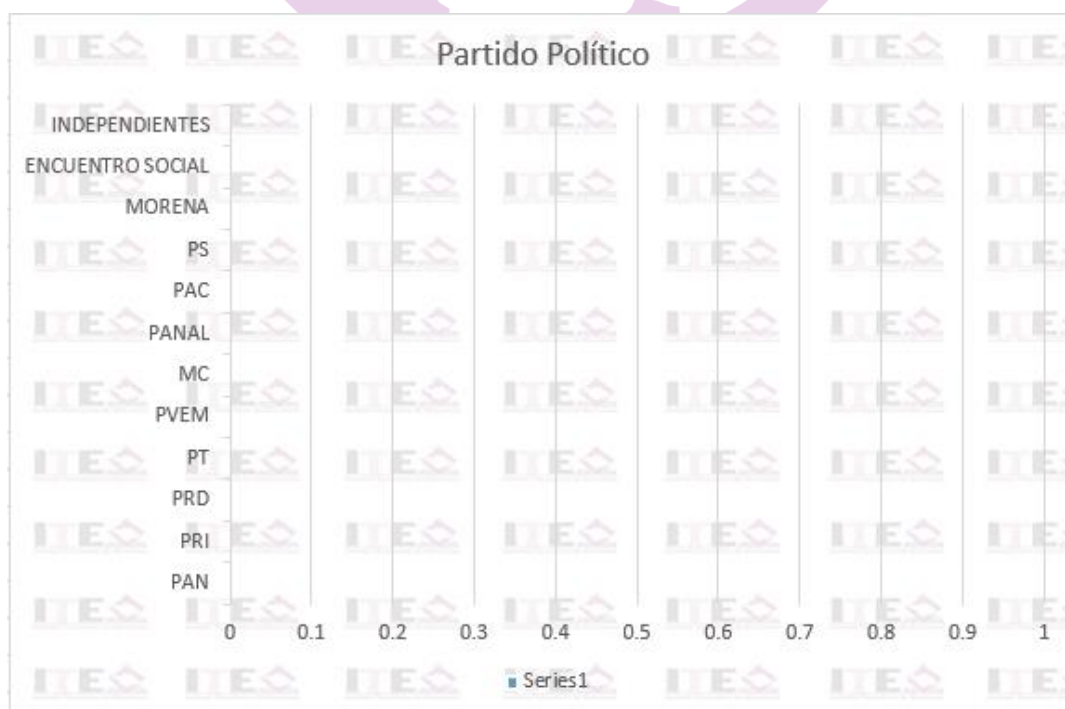 Partido Político
INDEPENDIENTES
ENCUENTRO SOCIAL
MORENA
PS
PAC
PANAL
MC
PVEM
PT
PRD
PRI
PAN
0 0.1 0.2 0.3 0.4 0.5 0.6 0.7 0.8 0.9 1
Series1